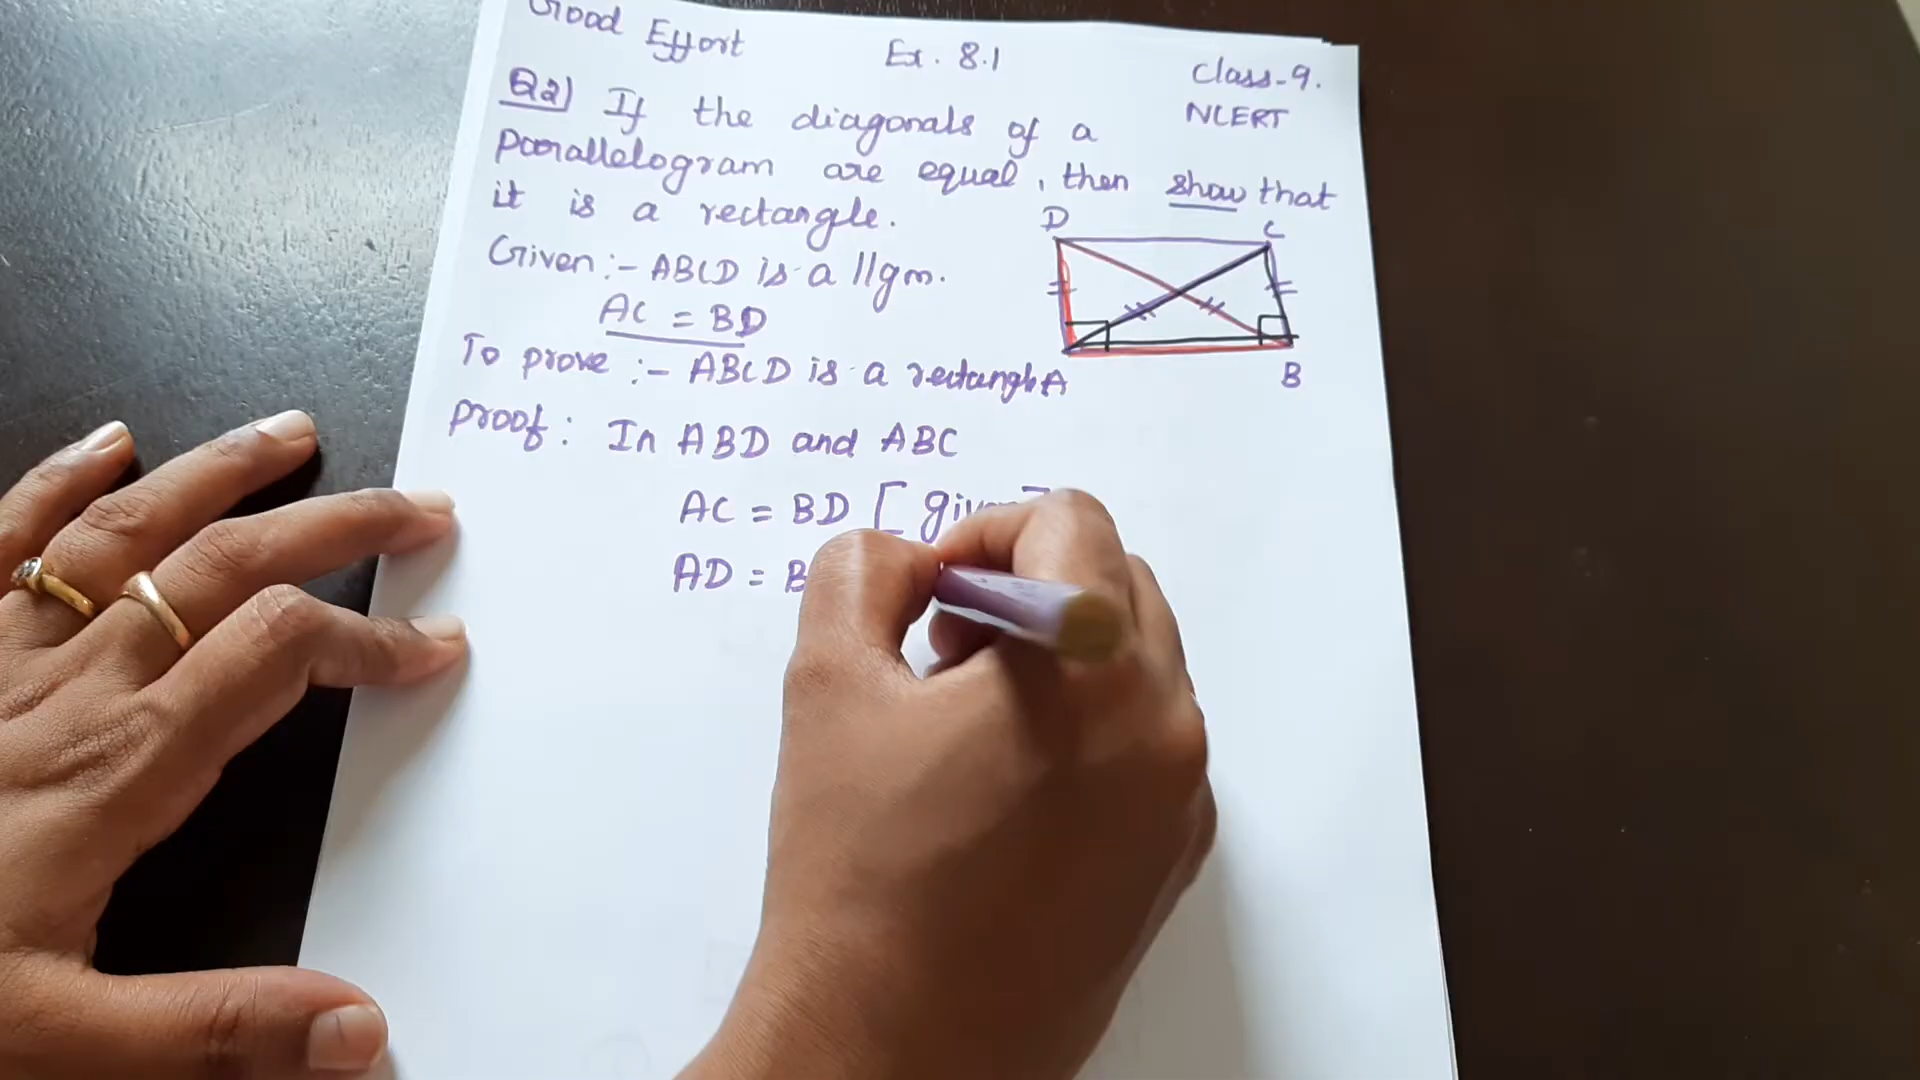 Good Effort Ex. 8.1 Class-9.
NCERT
Q2) If the diagonals of a
parallelogram are equal, then show that
it is a rectangle.
D C
Given :- ABCD is a ||gm.
AC = BD
To prove :- ABCD is a rectangle
A B
Proof : In ABD and ABC
AC = BD [given]
AD = B